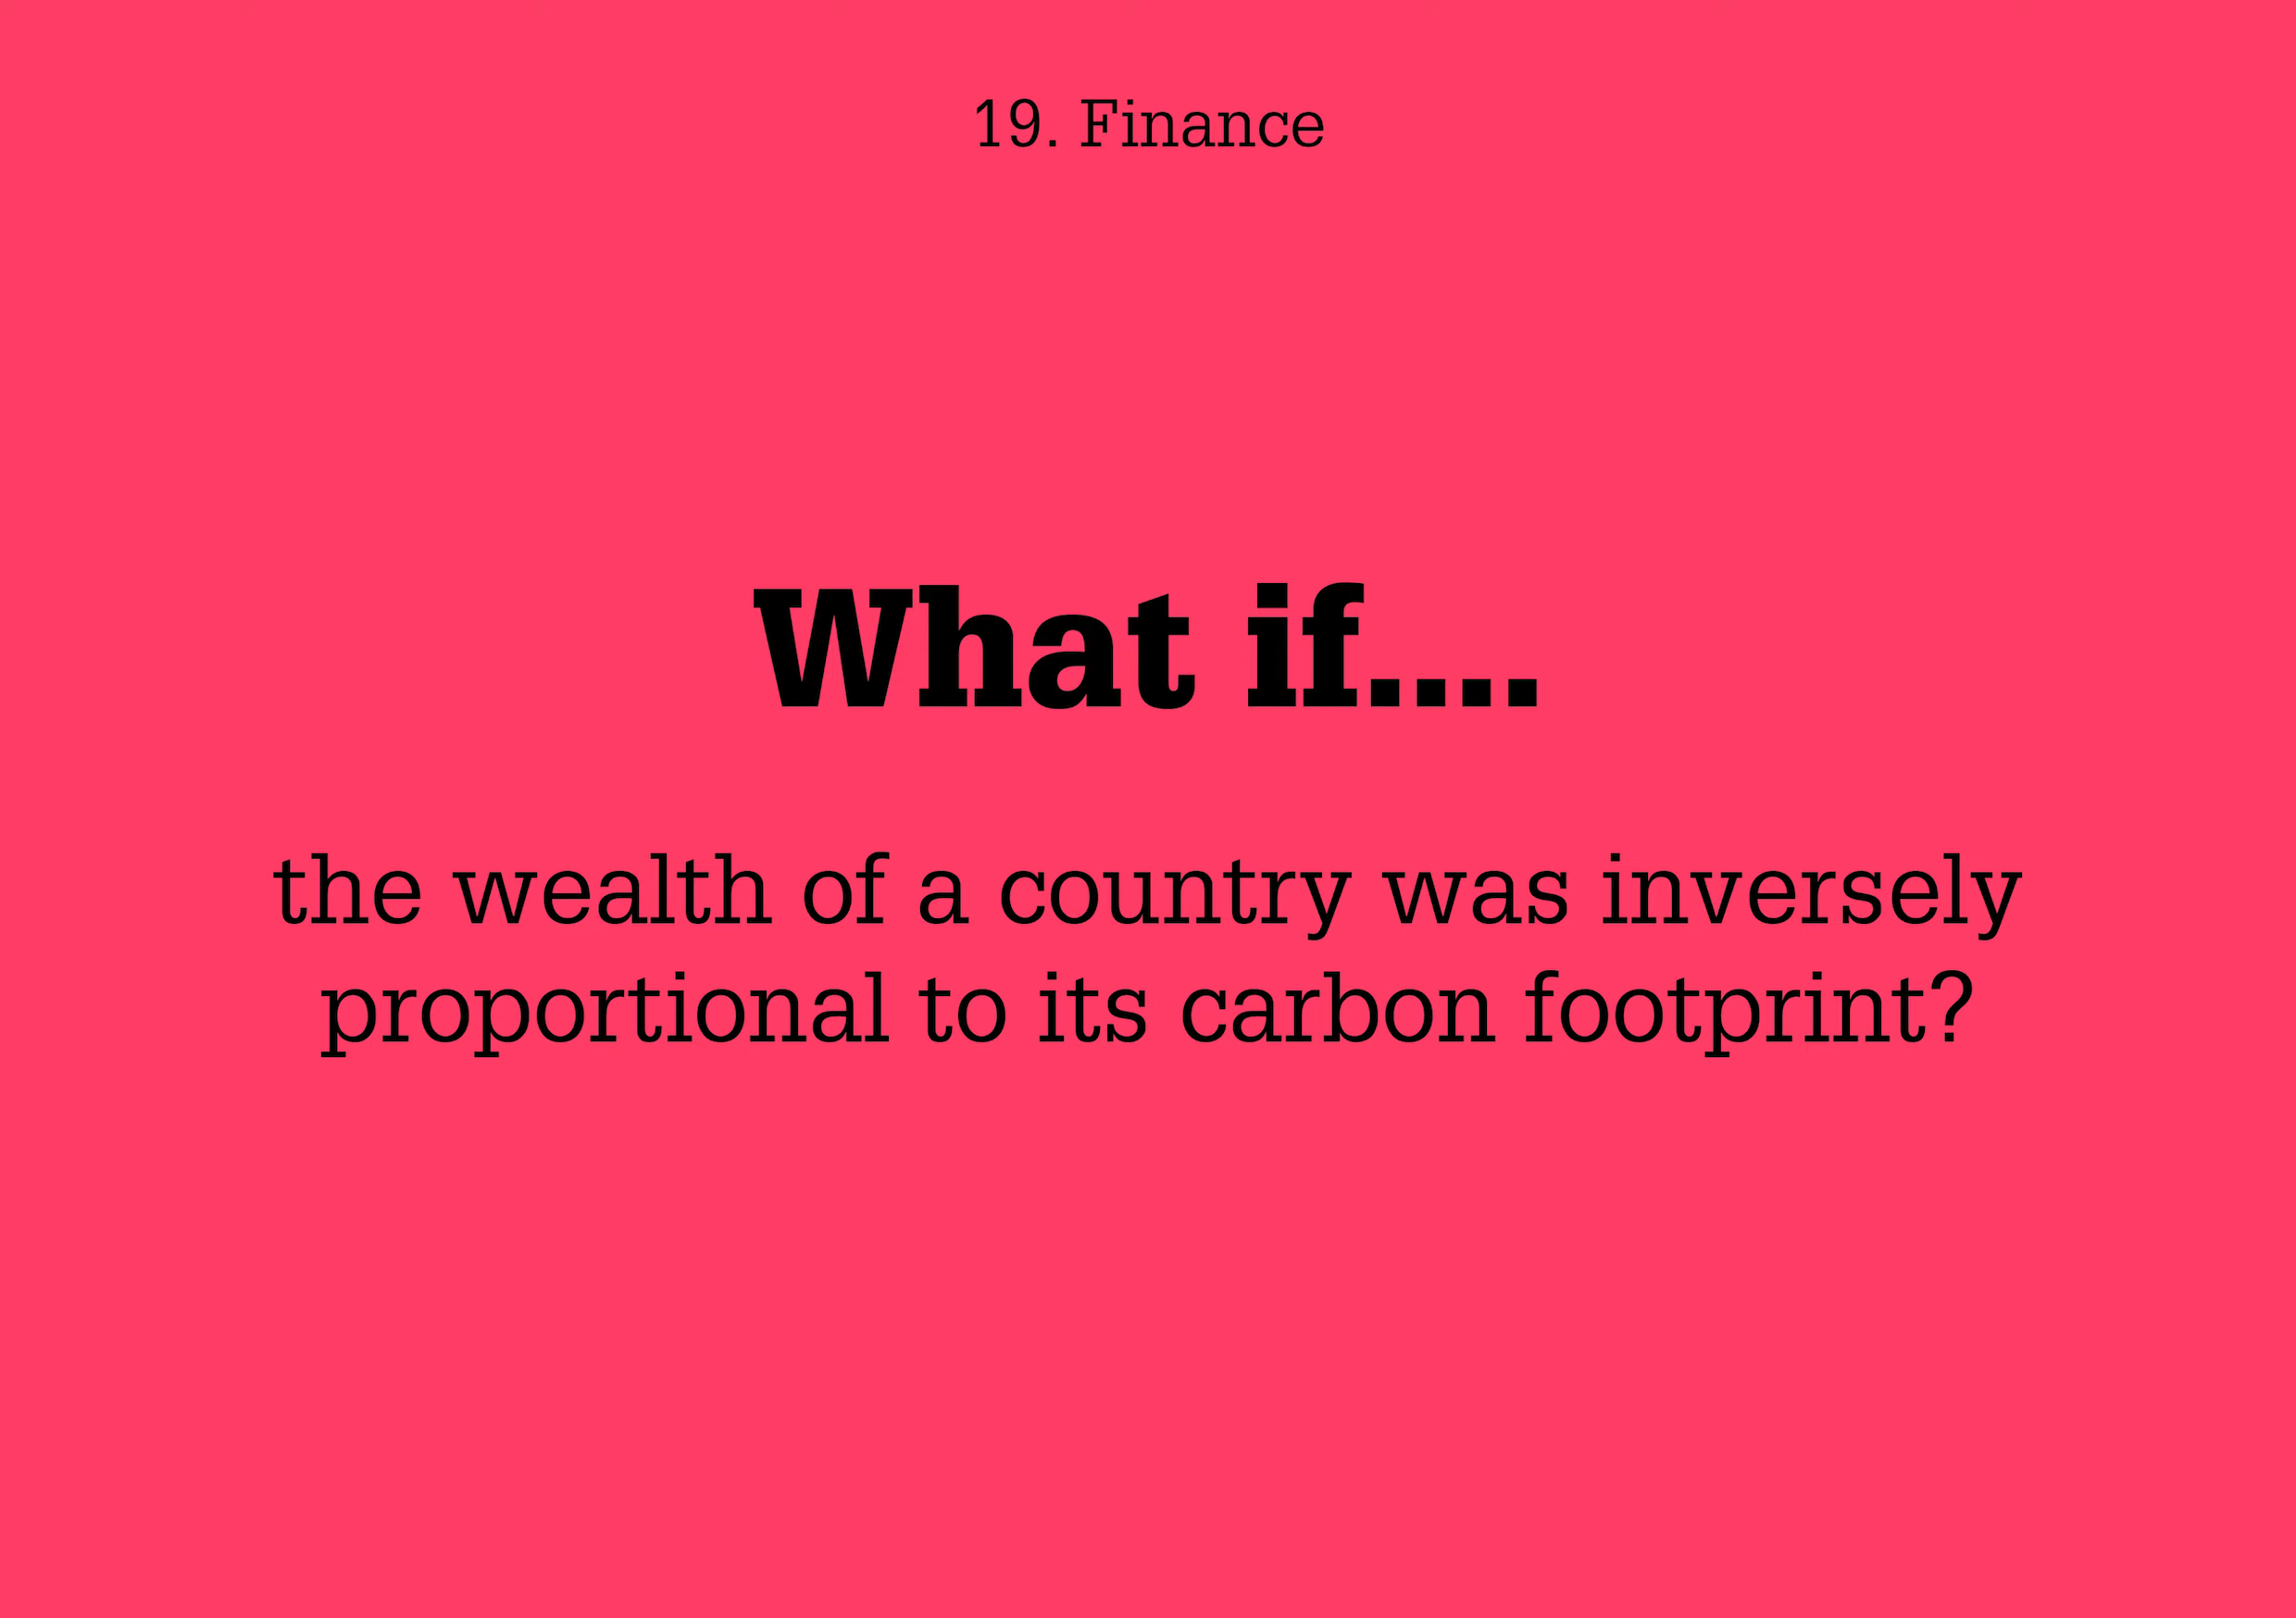 19. Finance
What if....
the wealth of a country was inversely
proportional to its carbon footprint?